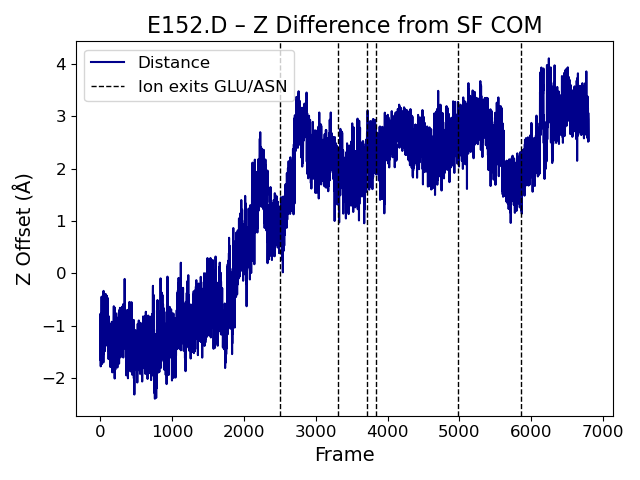 E152.D – Z Difference from SF COM
Distance
Ion exits GLU/ASN
Z Offset (Å)
4
3
2
1
0
−1
−2
0 1000 2000 3000 4000 5000 6000 7000
Frame